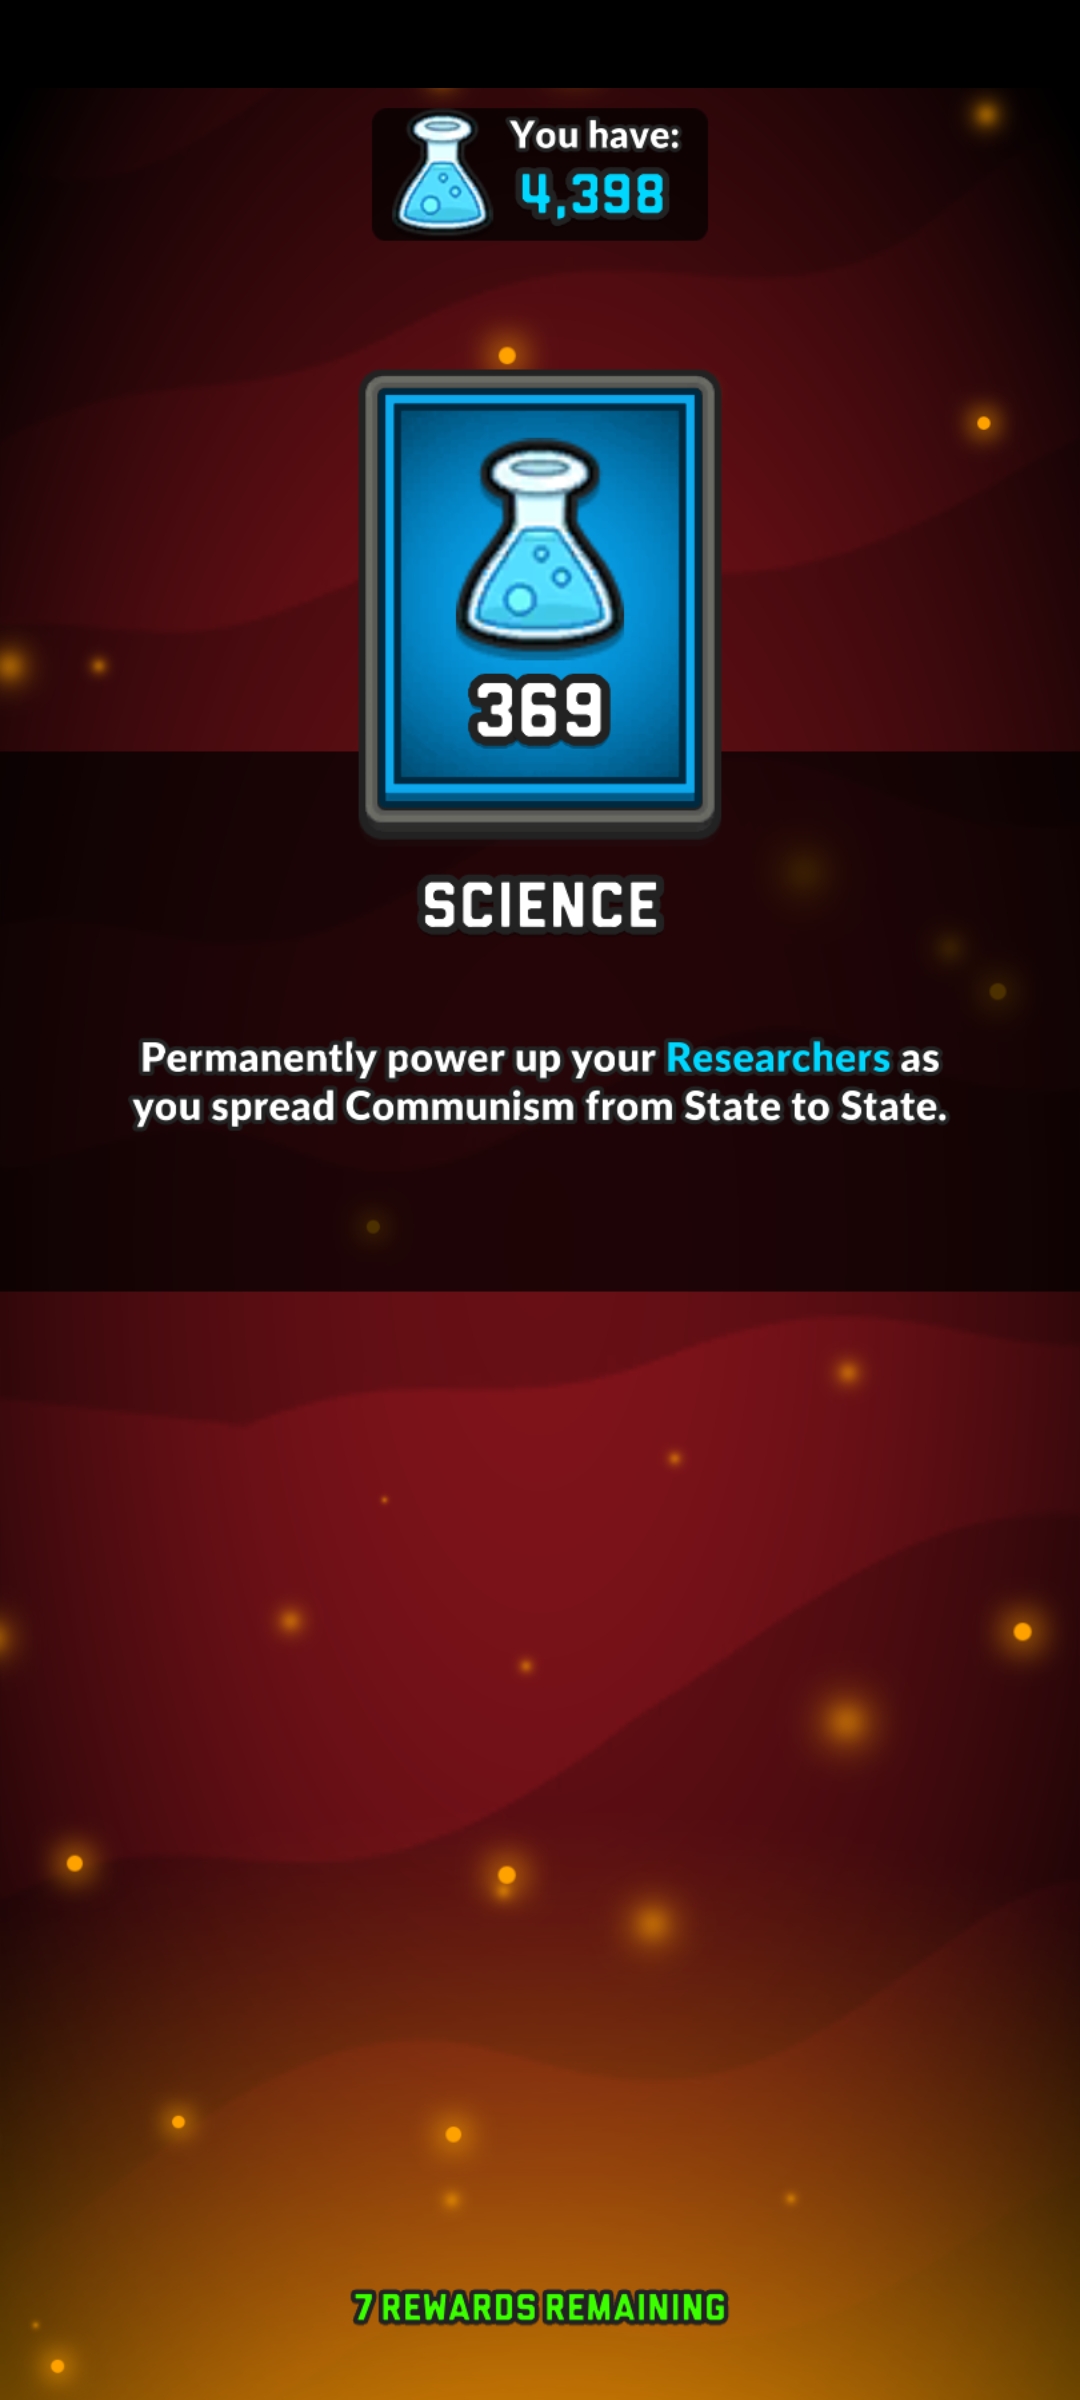 You have:
4,398
369
SCIENCE
Permanently power up your Researchers as
you spread Communism from State to State.
7 REWARDS REMAINING